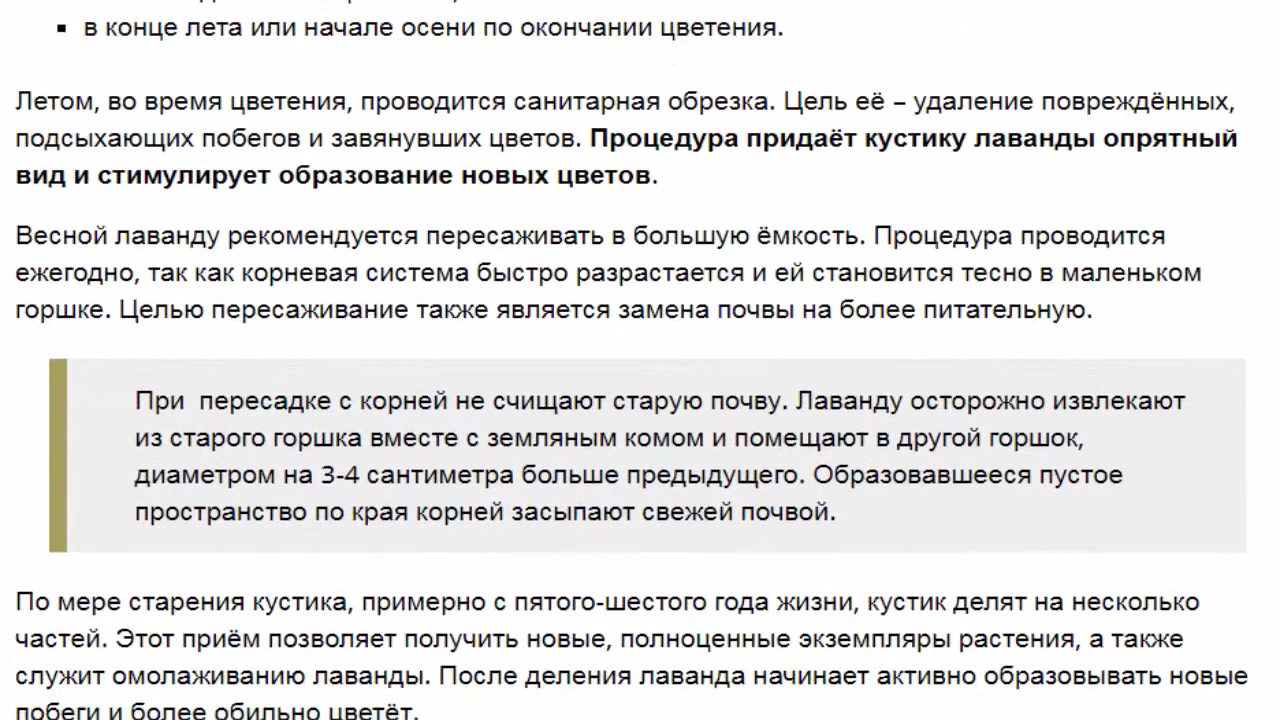 в конце лета или начале осени по окончании цветения.
Летом, во время цветения, проводится санитарная обрезка. Цель её – удаление повреждённых,
подсыхающих побегов и завянувших цветов. Процедура придаёт кустику лаванды опрятный
вид и стимулирует образование новых цветов.
Весной лаванду рекомендуется пересаживать в большую ёмкость. Процедура проводится
ежегодно, так как корневая система быстро разрастается и ей становится тесно в маленьком
горшке. Целью пересаживание также является замена почвы на более питательную.
При пересадке с корней не счищают старую почву. Лаванду осторожно извлекают
из старого горшка вместе с земляным комом и помещают в другой горшок,
диаметром на 3-4 сантиметра больше предыдущего. Образовавшееся пустое
пространство по края корней засыпают свежей почвой.
По мере старения кустика, примерно с пятого-шестого года жизни, кустик делят на несколько
частей. Этот приём позволяет получить новые, полноценные экземпляры растения, а также
служит омолаживанию лаванды. После деления лаванда начинает активно образовывать новые
побеги и более обильно цветёт.